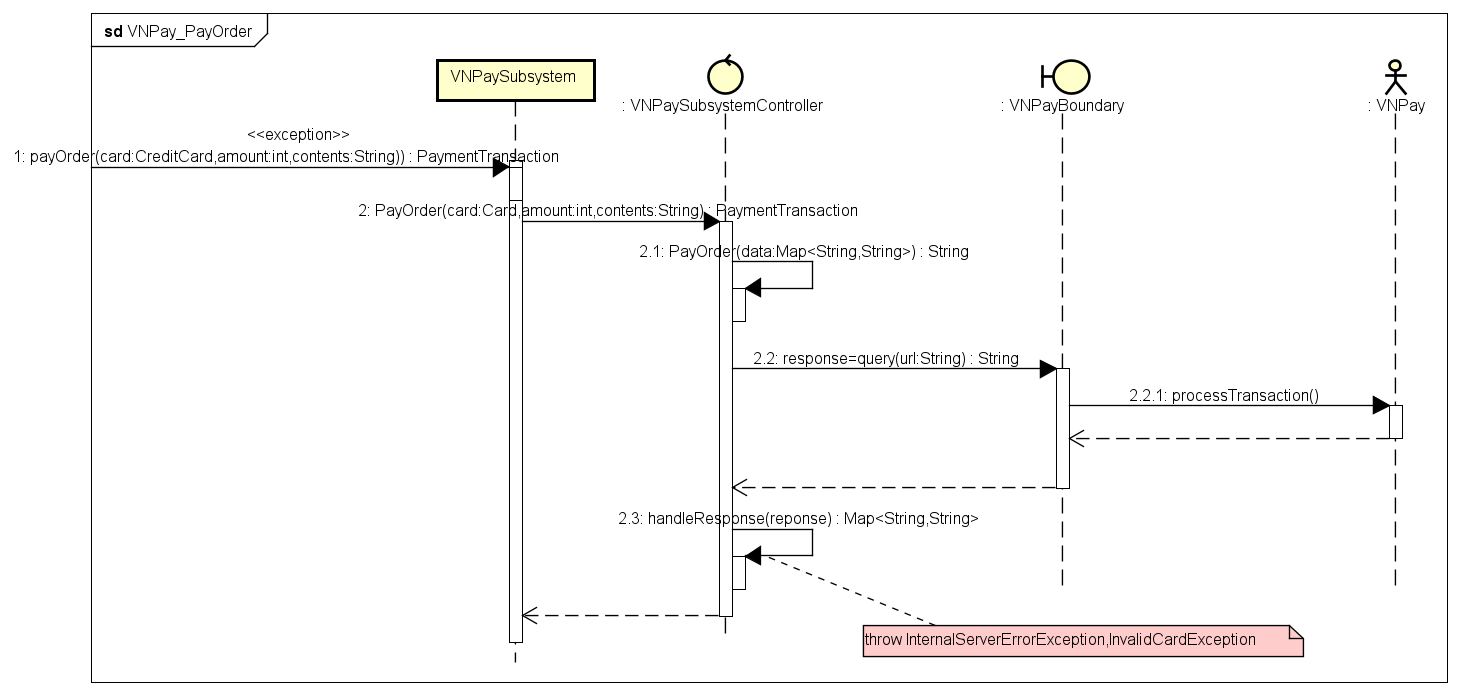 sd VNPay_PayOrder
VNPaySubsystem
: VNPaySubsystemController
: VNPayBoundary
: VNPay
<<exception>>
1: payOrder(card:CreditCard,amount:int,contents:String)) : PaymentTransaction
2: PayOrder(card:Card,amount:int,contents:String) : PaymentTransaction
2.1: PayOrder(data:Map<String,String>) : String
2.2: response=query(url:String) : String
2.2.1: processTransaction()
2.3: handleResponse(reponse) : Map<String,String>
throw InternalServerErrorException,InvalidCardException